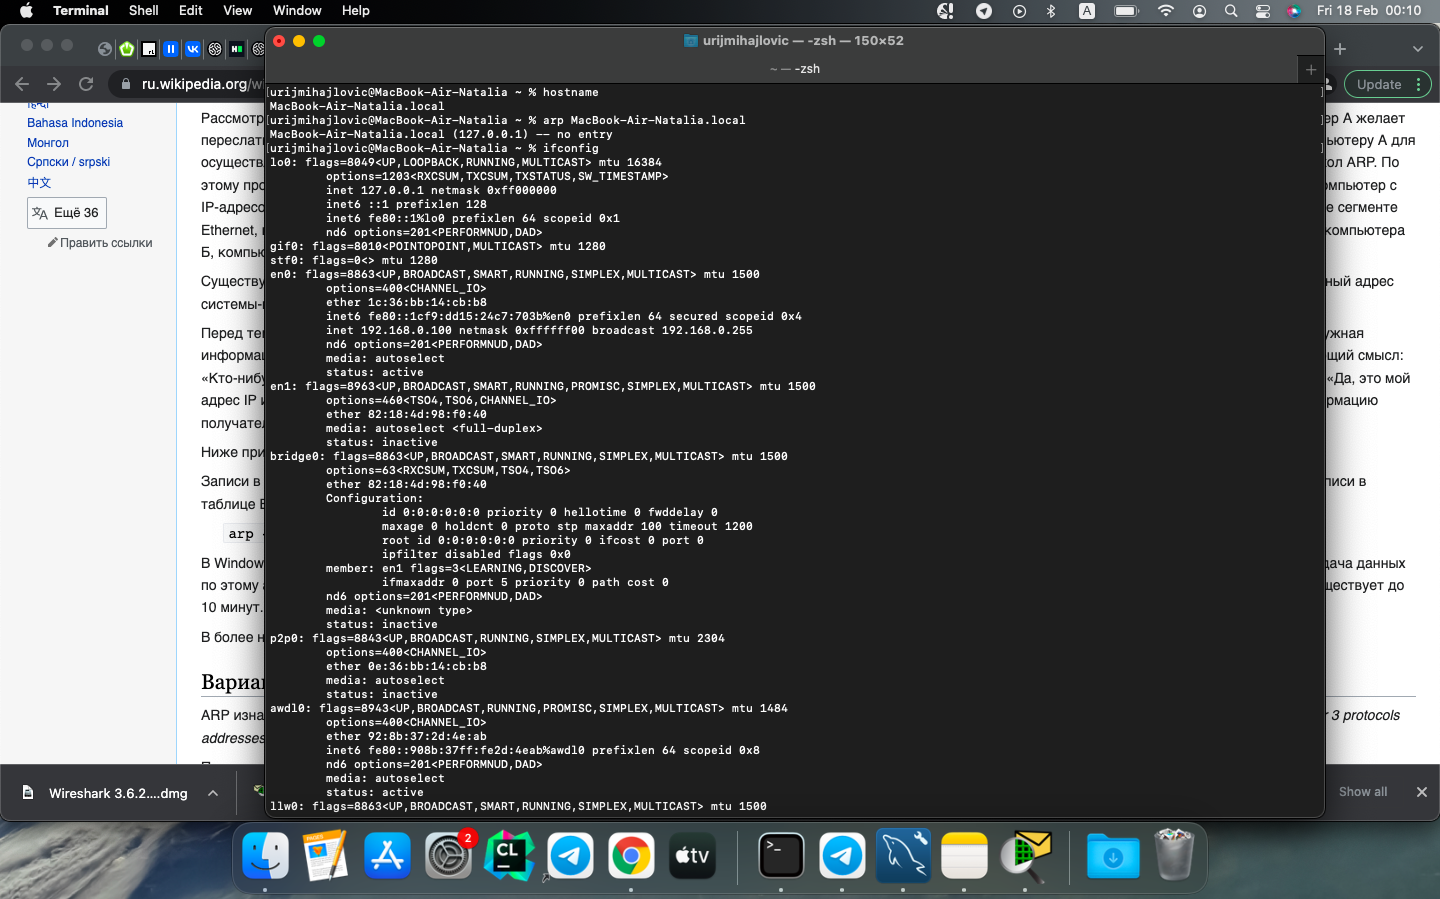 Terminal Shell Edit View Window Help A Fri 18 Feb 00:10
urijmihajlovic — -zsh — 150×52
~ — -zsh
ru.wikipedia.org/wi
Update
हिन्दी
Bahasa Indonesia
Монгол
Српски / srpski
中文
Ещё 36
Править ссылки
Рассмотр
переслат
осуществ
этому про
IP-адресо
Ethernet,
Б, компью
Существу
системы-
Перед те
информац
«Кто-нибу
адрес IP и
получател
Ниже при
Записи в
таблице E
arp -
В Window
по этому
10 минут.
В более н
Вариан
ARP изна
addresses
urijmihajlovic@MacBook-Air-Natalia ~ % hostname
MacBook-Air-Natalia.local
urijmihajlovic@MacBook-Air-Natalia ~ % arp MacBook-Air-Natalia.local
MacBook-Air-Natalia.local (127.0.0.1) -- no entry
urijmihajlovic@MacBook-Air-Natalia ~ % ifconfig
lo0: flags=8049<UP,LOOPBACK,RUNNING,MULTICAST> mtu 16384
options=1203<RXCSUM,TXCSUM,TXSTATUS,SW_TIMESTAMP>
inet 127.0.0.1 netmask 0xff000000
inet6 ::1 prefixlen 128
inet6 fe80::1%lo0 prefixlen 64 scopeid 0x1
nd6 options=201<PERFORMNUD,DAD>
gif0: flags=8010<POINTOPOINT,MULTICAST> mtu 1280
stf0: flags=0<> mtu 1280
en0: flags=8863<UP,BROADCAST,SMART,RUNNING,SIMPLEX,MULTICAST> mtu 1500
options=400<CHANNEL_IO>
ether 1c:36:bb:14:cb:b8
inet6 fe80::1cf9:dd15:24c7:703b%en0 prefixlen 64 secured scopeid 0x4
inet 192.168.0.100 netmask 0xffffff00 broadcast 192.168.0.255
nd6 options=201<PERFORMNUD,DAD>
media: autoselect
status: active
en1: flags=8963<UP,BROADCAST,SMART,RUNNING,PROMISC,SIMPLEX,MULTICAST> mtu 1500
options=460<TSO4,TSO6,CHANNEL_IO>
ether 82:18:4d:98:f0:40
media: autoselect <full-duplex>
status: inactive
bridge0: flags=8863<UP,BROADCAST,SMART,RUNNING,SIMPLEX,MULTICAST> mtu 1500
options=63<RXCSUM,TXCSUM,TSO4,TSO6>
ether 82:18:4d:98:f0:40
Configuration:
id 0:0:0:0:0:0 priority 0 hellotime 0 fwddelay 0
maxage 0 holdcnt 0 proto stp maxaddr 100 timeout 1200
root id 0:0:0:0:0:0 priority 0 ifcost 0 port 0
ipfilter disabled flags 0x0
member: en1 flags=3<LEARNING,DISCOVER>
ifmaxaddr 0 port 5 priority 0 path cost 0
nd6 options=201<PERFORMNUD,DAD>
media: <unknown type>
status: inactive
p2p0: flags=8843<UP,BROADCAST,RUNNING,SIMPLEX,MULTICAST> mtu 2304
options=400<CHANNEL_IO>
ether 0e:36:bb:14:cb:b8
media: autoselect
status: inactive
awdl0: flags=8943<UP,BROADCAST,RUNNING,PROMISC,SIMPLEX,MULTICAST> mtu 1484
options=400<CHANNEL_IO>
ether 92:8b:37:2d:4e:ab
inet6 fe80::908b:37ff:fe2d:4eab%awdl0 prefixlen 64 scopeid 0x8
nd6 options=201<PERFORMNUD,DAD>
media: autoselect
status: active
llw0: flags=8863<UP,BROADCAST,SMART,RUNNING,SIMPLEX,MULTICAST> mtu 1500
ер А желает
ьютеру А для
ол ARP. По
мпьютер с
е сегменте
компьютера
ный адрес
ужная
щий смысл:
«Да, это мой
рмацию
писи в
дача данных
ществует до
r 3 protocols
Wireshark 3.6.2....dmg
Show all
2
CL
tv